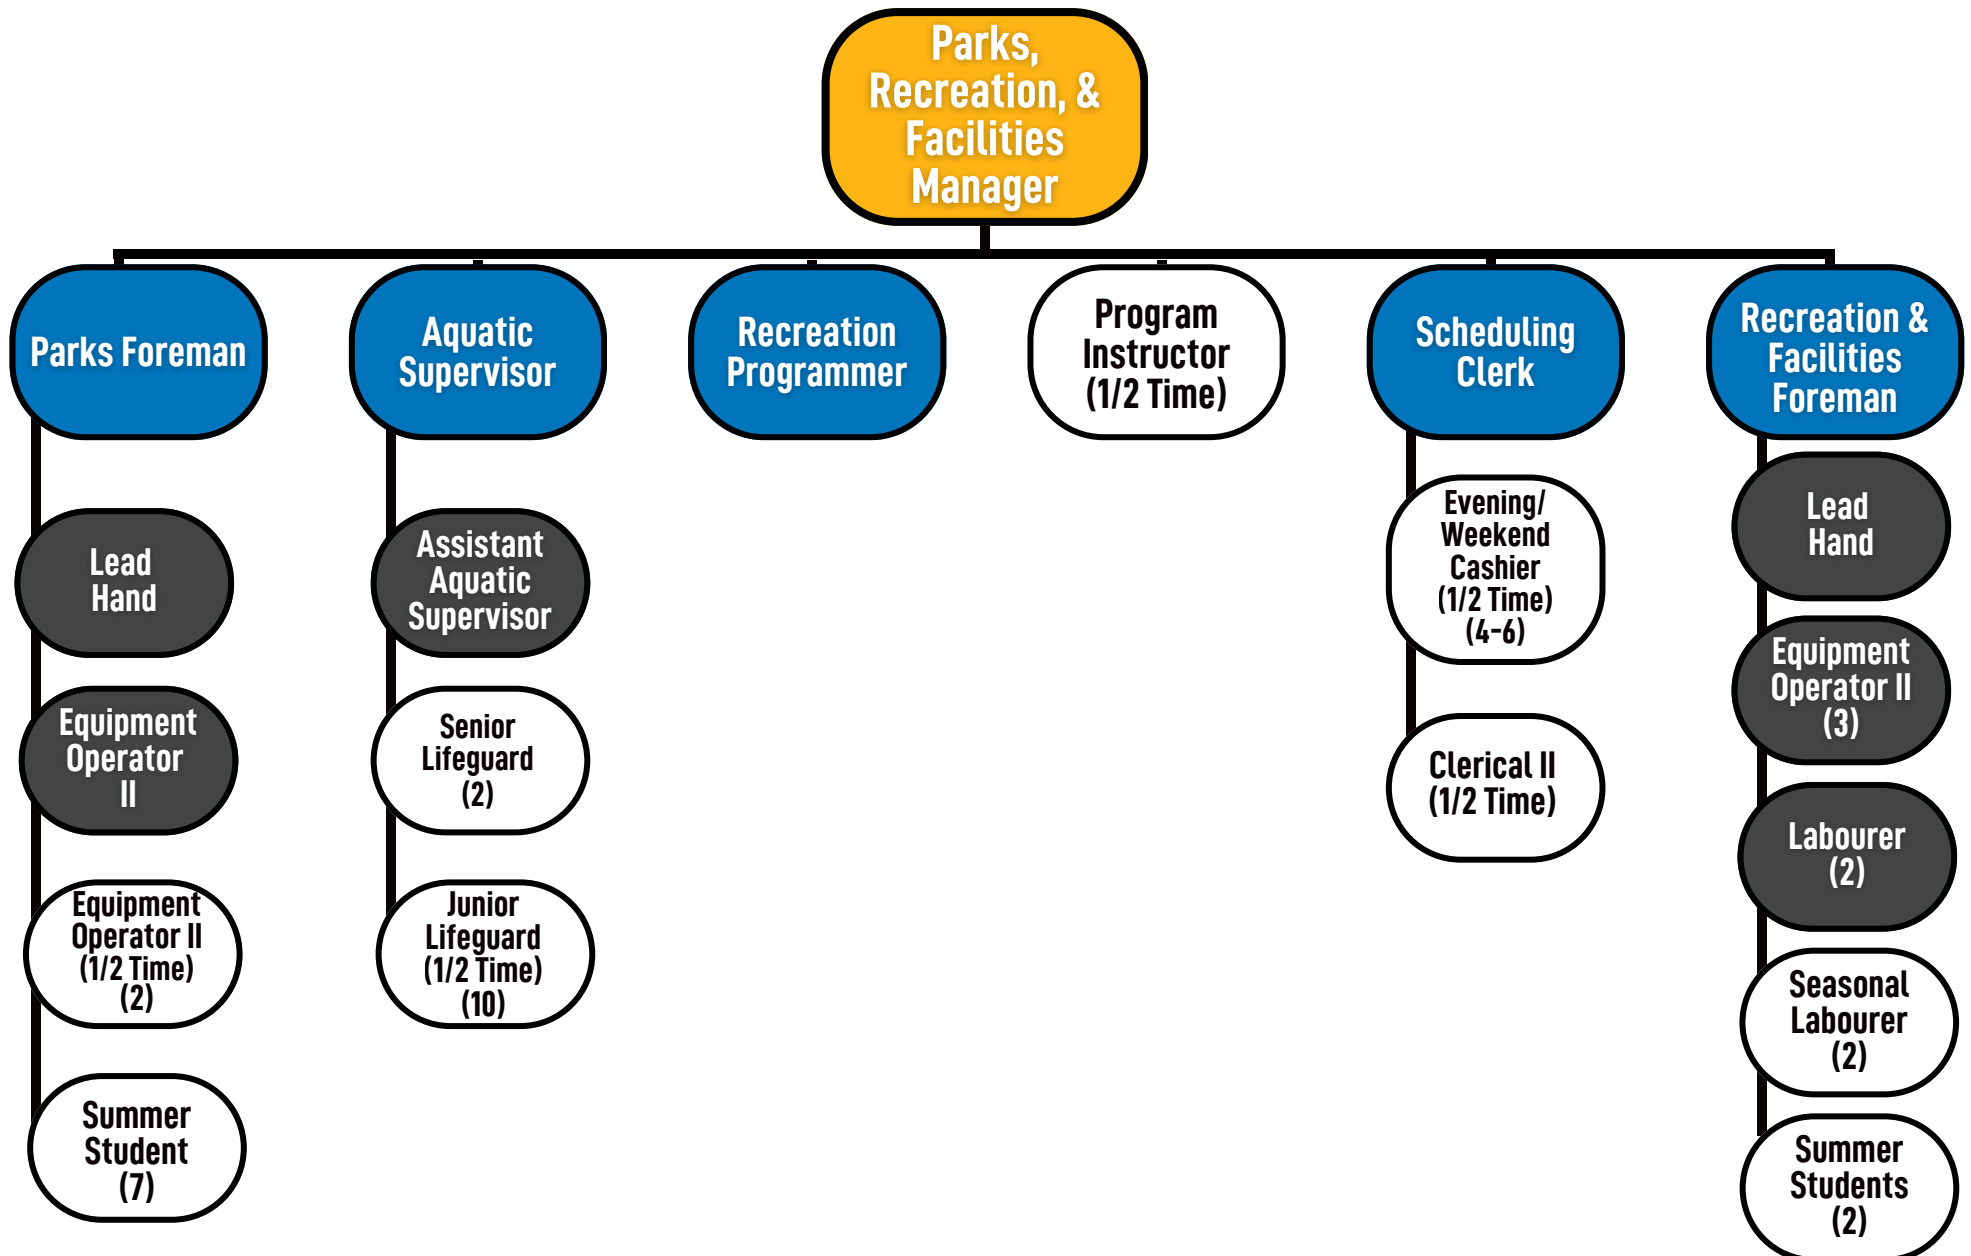 Parks,
Recreation, &
Facilities
Manager
Parks Foreman
Aquatic
Supervisor
Recreation
Programmer
Program
Instructor
(1/2 Time)
Scheduling
Clerk
Recreation &
Facilities
Foreman
Lead
Hand
Equipment
Operator
II
Equipment
Operator II
(1/2 Time)
(2)
Summer
Student
(7)
Assistant
Aquatic
Supervisor
Senior
Lifeguard
(2)
Junior
Lifeguard
(1/2 Time)
(10)
Evening/
Weekend
Cashier
(1/2 Time)
(4-6)
Clerical II
(1/2 Time)
Lead
Hand
Equipment
Operator II
(3)
Labourer
(2)
Seasonal
Labourer
(2)
Summer
Students
(2)